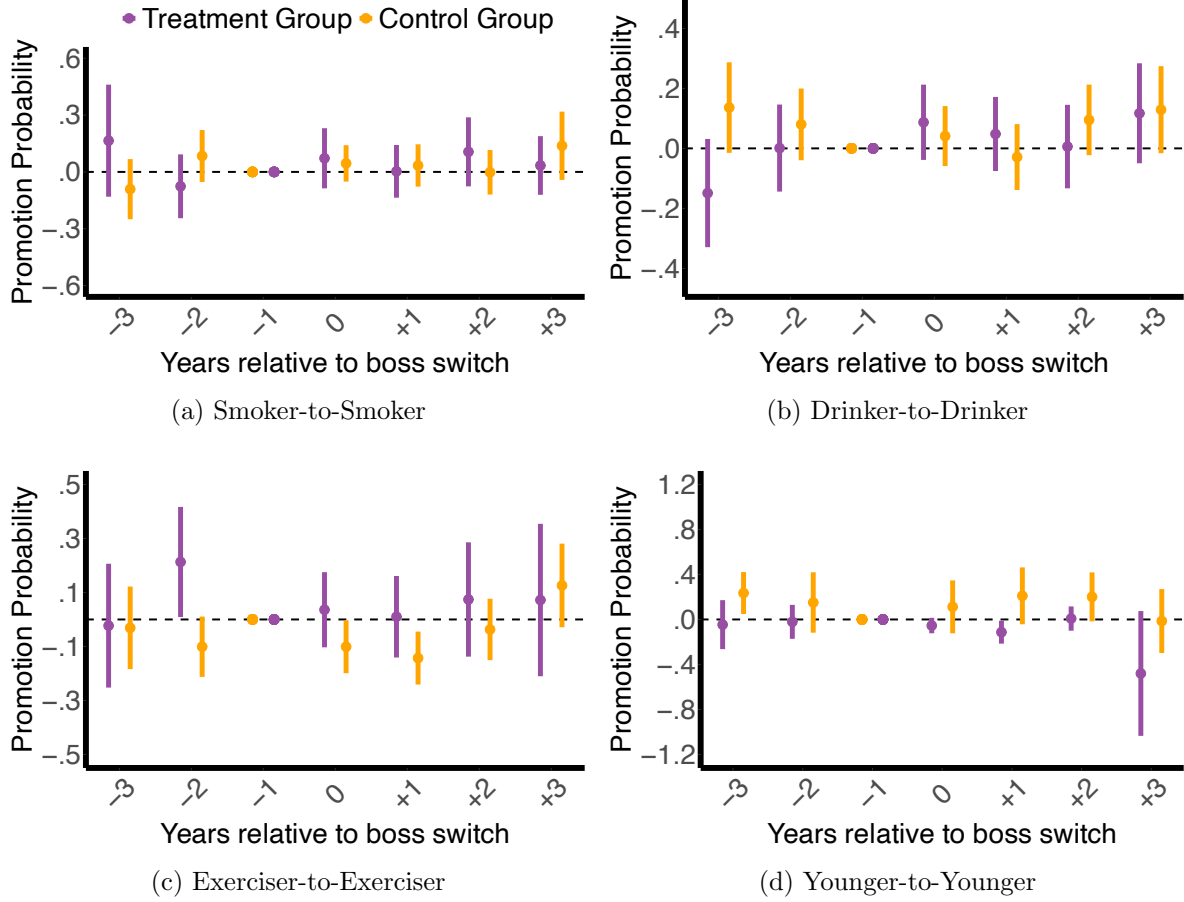 Treatment Group Control Group
Promotion Probability
.6
.3
.0
−.3
−.6
−3 −2 −1 0 +1 +2 +3
Years relative to boss switch
(a) Smoker-to-Smoker
Promotion Probability
.4
.2
.0
−.2
−.4
−3 −2 −1 0 +1 +2 +3
Years relative to boss switch
(b) Drinker-to-Drinker
Promotion Probability
.5
.3
.1
−.1
−.3
−.5
−3 −2 −1 0 +1 +2 +3
Years relative to boss switch
(c) Exerciser-to-Exerciser
Promotion Probability
1.2
.8
.4
.0
−.4
−.8
−1.2
−3 −2 −1 0 +1 +2 +3
Years relative to boss switch
(d) Younger-to-Younger